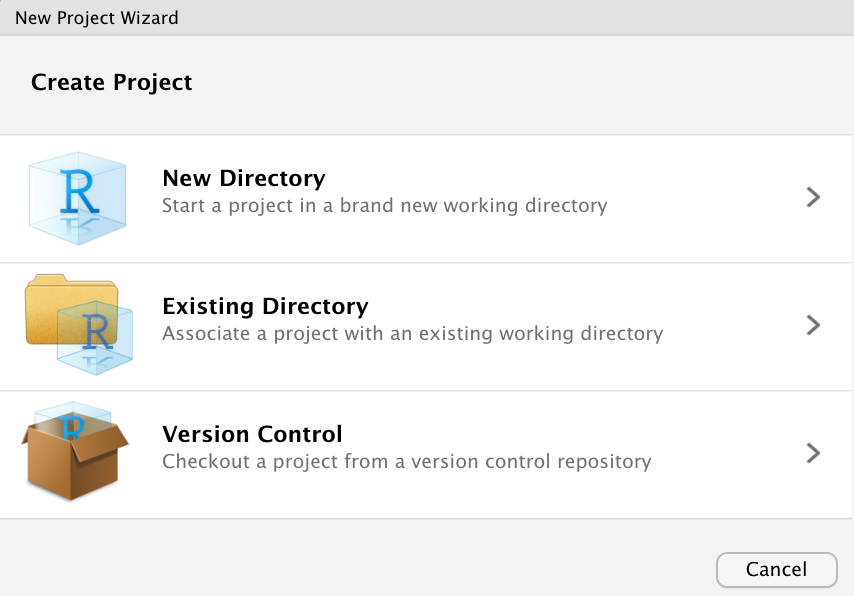 New Project Wizard
Create Project
R
New Directory
Start a project in a brand new working directory
R
Existing Directory
Associate a project with an existing working directory
R
Version Control
Checkout a project from a version control repository
Cancel